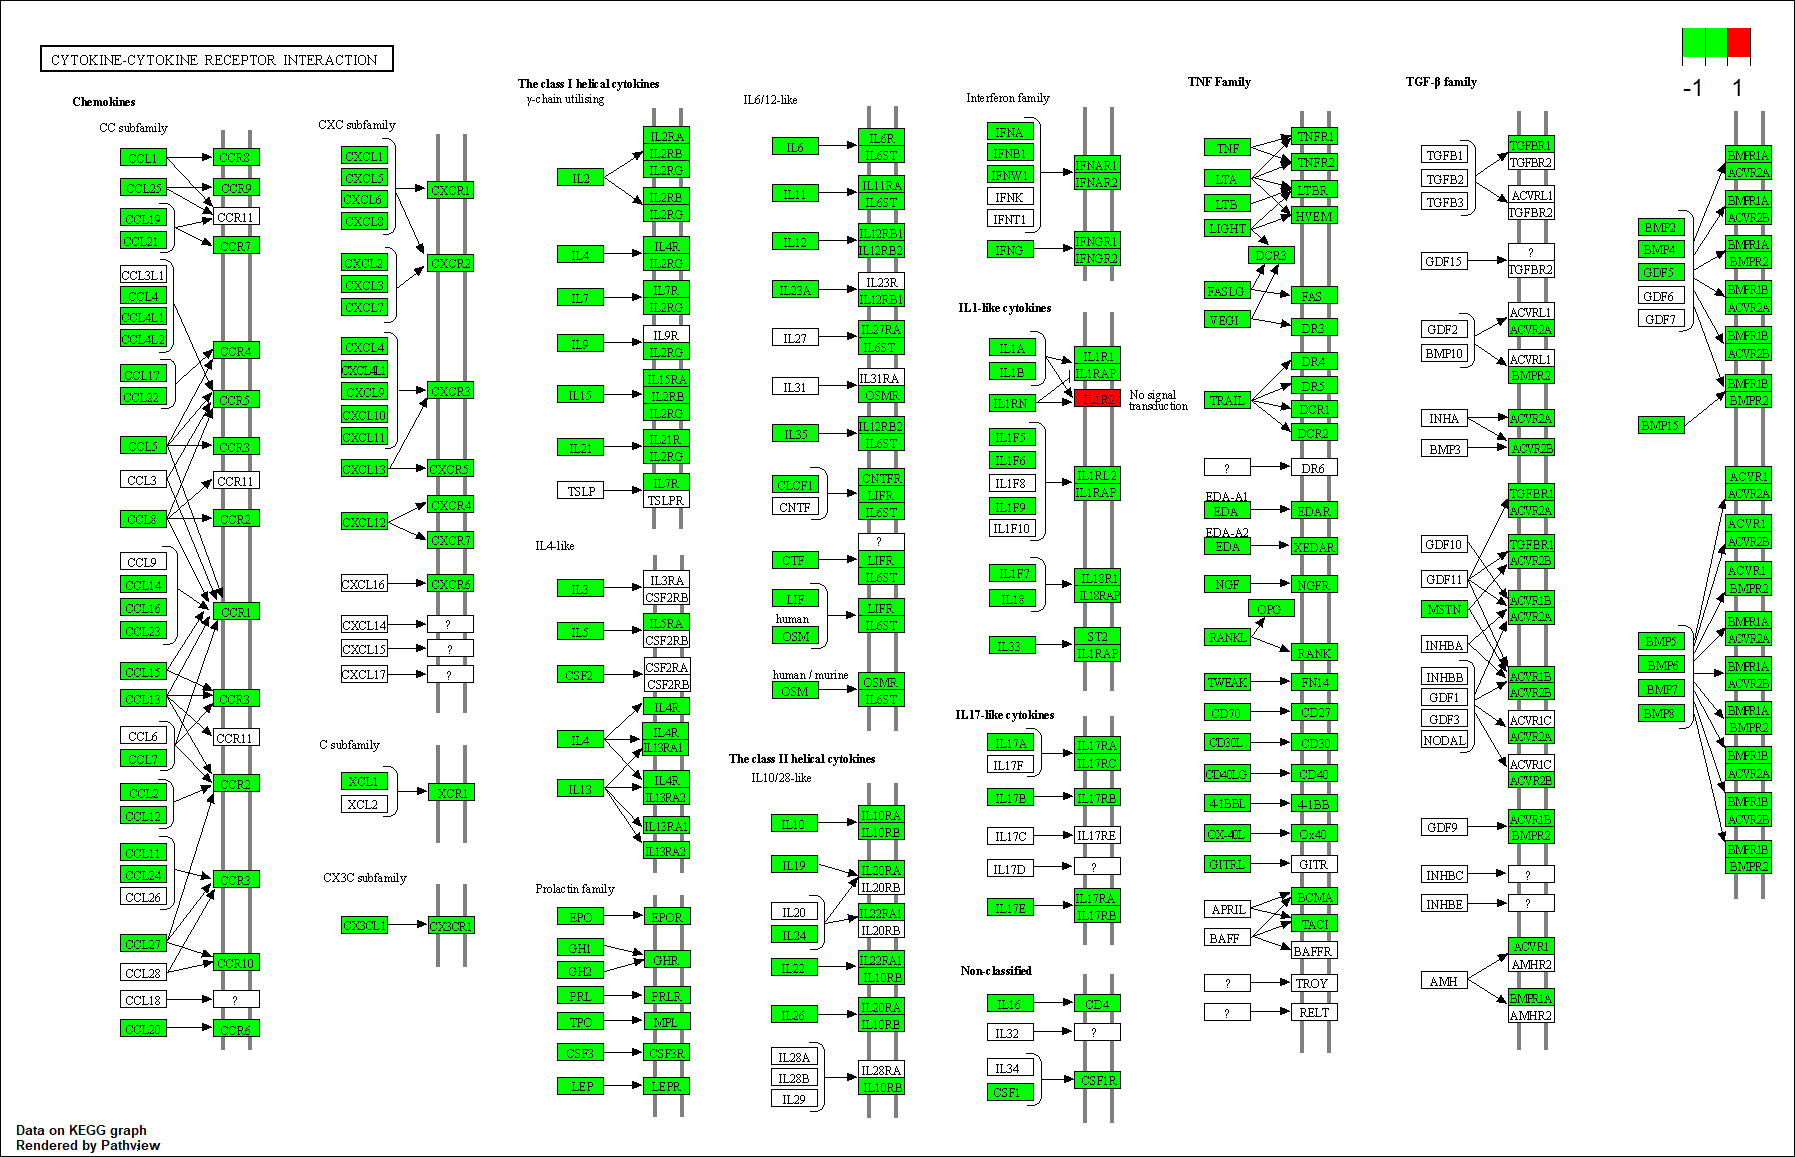 CYTOKINE-CYTOKINE RECEPTOR INTERACTION
-1 1
Chemokines
CC subfamily
CCL1 CCR8
CCL25 CCR9
CCL19 CCR11
CCL21 CCR7
CCL3L1
CCL4
CCL4L1
CCL4L2
CCR4
CCL17
CCL22 CCR5
CCL5 CCR3
CCL3 CCR11
CCL8 CCR2
CCL9
CCL14
CCL16 CCR1
CCL23
CCL15
CCL13 CCR3
CCL6 CCR11
CCL7
CCR2
CCL2
CCL12
CCL11
CCL24 CCR3
CCL26
CCL27
CCR10
CCL28
CCL18 ?
CCL20 CCR6
CXC subfamily
CXCL1
CXCL5
CXCL6 CXCR1
CXCL8
CXCL2 CXCR2
CXCL3
CXCL7
CXCL4
CXCL4L1
CXCL9 CXCR3
CXCL10
CXCL11
CXCL13 CXCR5
CXCR4
CXCL12
CXCR7
CXCL16 CXCR6
CXCL14 ?
CXCL15 ?
CXCL17 ?
C subfamily
XCL1
XCL2 XCR1
CX3C subfamily
CX3CL1 CX3CR1
The class I helical cytokines
γ-chain utilising
IL2RA
IL2RB
IL2RG
IL2
IL2RB
IL2RG
IL4 IL4R
IL2RG
IL7 IL7R
IL2RG
IL9 IL9R
IL2RG
IL15RA
IL15 IL2RB
IL2RG
IL21 IL21R
IL2RG
TSLP IL7R
TSLPR
IL4-like
IL3 IL3RA
CSF2RB
IL5 IL5RA
CSF2RB
CSF2 CSF2RA
CSF2RB
IL4R
IL4 IL4R
IL13RA1
IL13 IL4R
IL13RA2
IL13RA1
IL13RA2
Prolactin family
EPO EPOR
GH1
GH2 GHR
PRL PRLR
TPO MPL
CSF3 CSF3R
LEP LEPR
IL6/12-like
IL6 IL6R
IL6ST
IL11 IL11RA
IL6ST
IL12 IL12RB1
IL12RB2
IL23A IL23R
IL12RB1
IL27 IL27RA
IL6ST
IL31 IL31RA
OSMR
IL35 IL12RB2
IL6ST
CLCF1 CNTFR
CNTF LIFR
IL6ST
?
CTF LIFR
IL6ST
LIF LIFR
human
OSM IL6ST
human / murine
OSM OSMR
IL6ST
The class II helical cytokines
IL10/28-like
IL10 IL10RA
IL10RB
IL19 IL20RA
IL20RB
IL20 IL22RA1
IL24 IL20RB
IL22 IL22RA1
IL10RB
IL26 IL20RA
IL10RB
IL28A
IL28B IL28RA
IL29 IL10RB
Interferon family
IFNA
IFNB1
IFNW1 IFNAR1
IFNK IFNAR2
IFNT1
IFNG IFNGR1
IFNGR2
IL1-like cytokines
IL1A IL1R1
IL1B IL1RAP
IL1RN IL1R2 No signal
transduction
IL1F5
IL1F6
IL1F8 IL1RL2
IL1F9 IL1RAP
IL1F10
IL1F7 IL18R1
IL18 IL18RAP
IL33 ST2
IL1RAP
IL17-like cytokines
IL17A IL17RA
IL17F IL17RC
IL17B IL17RB
IL17C IL17RE
IL17D ?
IL17E IL17RA
IL17RB
Non-classified
IL16 CD4
IL32 ?
IL34
CSF1 CSF1R
TNF Family
TNF TNFR1
TNFR2
LTA LTBR
LTB HVEM
LIGHT
DCR3
FASLG FAS
VEGI DR3
DR4
DR5
TRAIL DCR1
DCR2
? DR6
EDA-A1
EDA EDAR
EDA-A2
EDA XEDAR
NGF NGFR
OPG
RANKL
RANK
TWEAK FN14
CD70 CD27
CD30L CD30
CD40LG CD40
4-1BBL 4-1BB
OX-40L Ox40
GITRL GITR
APRIL BCMA
TACI
BAFF BAFFR
? TROY
? RELT
TGF-β family
TGFB1 TGFBR1
TGFBR2
TGFB2 ACVRL1
TGFB3 TGFBR2
GDF15 ?
TGFBR2
GDF2 ACVRL1
ACVR2A
BMP10 ACVRL1
BMPR2
INHA ACVR2A
BMP3 ACVR2B
TGFBR1
ACVR2A
GDF10 TGFBR1
ACVR2B
GDF11
MSTN ACVR1B
ACVR2A
INHBA
INHBB ACVR1B
GDF1 ACVR2B
GDF3 ACVR1C
NODAL ACVR2A
ACVR1C
ACVR2B
GDF9 ACVR1B
BMPR2
INHBC ?
INHBE ?
ACVR1
AMHR2
AMH
BMPR1A
AMHR2
BMPR1A
ACVR2A
BMPR1A
ACVR2B
BMP2
BMP4 BMPR1A
BMPR2
GDF5
GDF6 BMPR1B
ACVR2A
GDF7
BMPR1B
ACVR2B
BMPR1B
BMPR2
BMP15
ACVR1
ACVR2A
ACVR1
ACVR2B
ACVR1
BMPR2
BMP5 BMPR1A
ACVR2A
BMP6 BMPR1A
BMP7 ACVR2B
BMP8 BMPR1A
BMPR2
BMPR1B
ACVR2A
BMPR1B
ACVR2B
BMPR1B
BMPR2
Data on KEGG graph
Rendered by Pathview